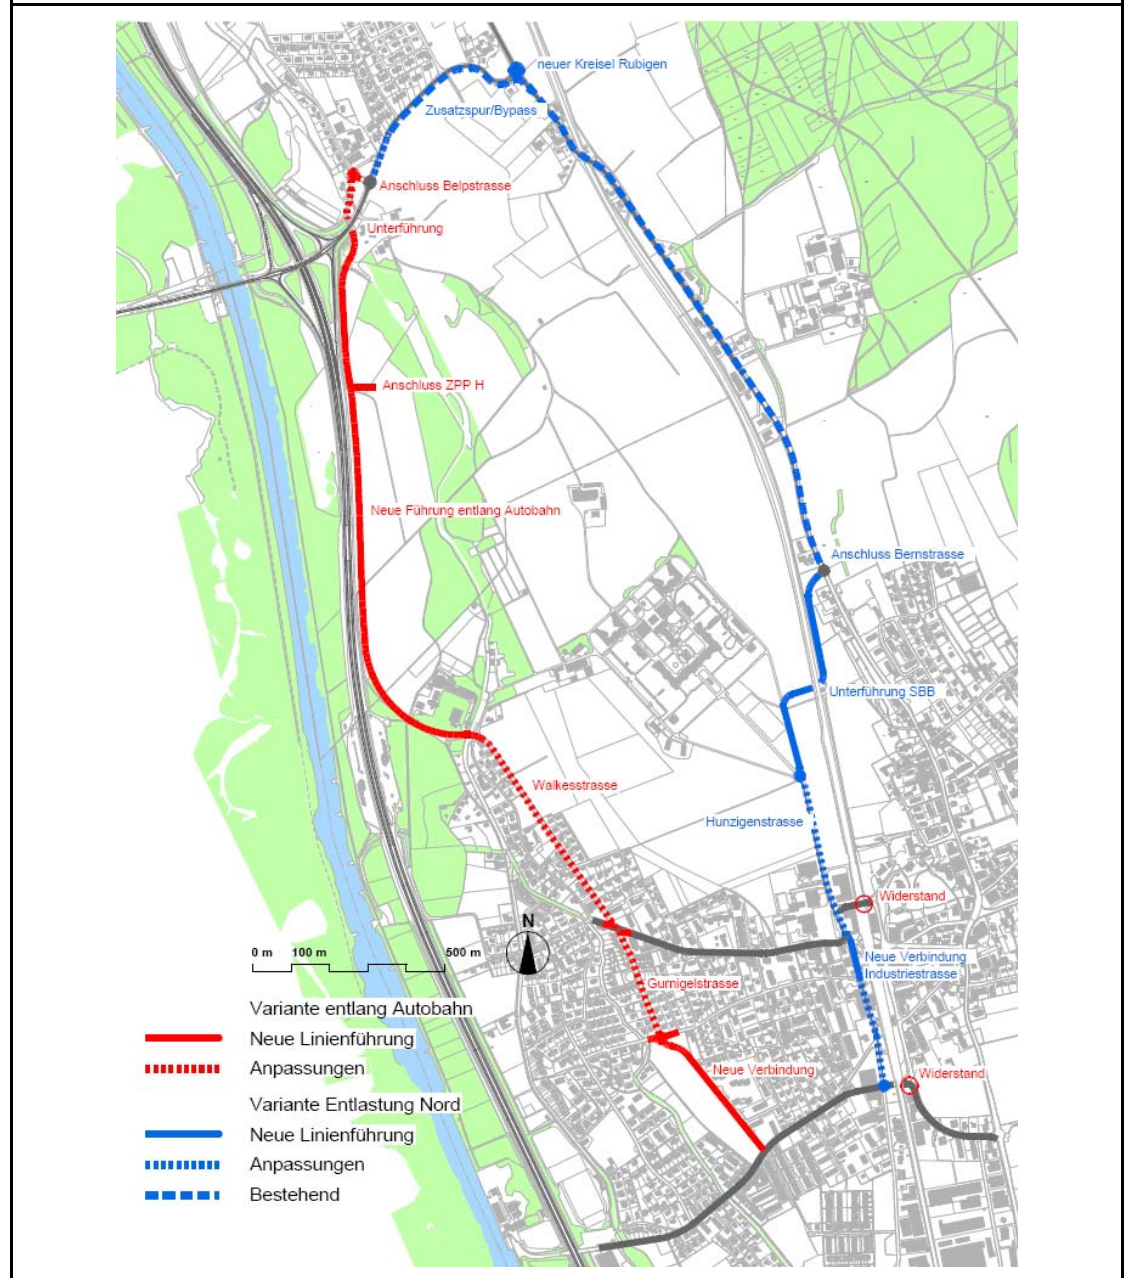 neuer Kreisel Rubigen
Zusatzspur/Bypass
Anschluss Belpstrasse
Unterführung
Anschluss ZPP H
Neue Führung entlang Autobahn
Anschluss Bernstrasse
Unterführung SBB
Walkesstrasse
Hunzigenstrasse
Widerstand
N
0 m 100 m 500 m
Neue Verbindung
Industriestrasse
Gurnigelstrasse
Variante entlang Autobahn
Neue Linienführung
Anpassungen
Neue Verbindung
Widerstand
Variante Entlastung Nord
Neue Linienführung
Anpassungen
Bestehend